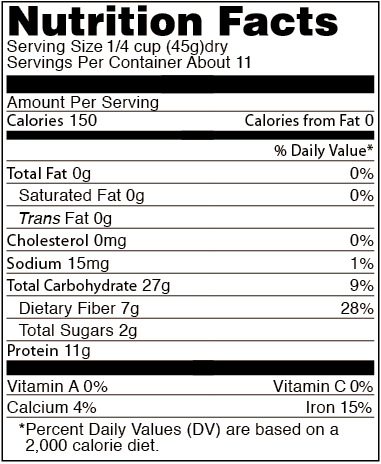 Nutrition Facts
Serving Size 1/4 cup (45g)dry
Servings Per Container About 11
Amount Per Serving
Calories 150 Calories from Fat 0
% Daily Value*
Total Fat 0g 0%
Saturated Fat 0g 0%
Trans Fat 0g
Cholesterol 0mg 0%
Sodium 15mg 1%
Total Carbohydrate 27g 9%
Dietary Fiber 7g 28%
Total Sugars 2g
Protein 11g
Vitamin A 0% Vitamin C 0%
Calcium 4% Iron 15%
*Percent Daily Values (DV) are based on a
2,000 calorie diet.